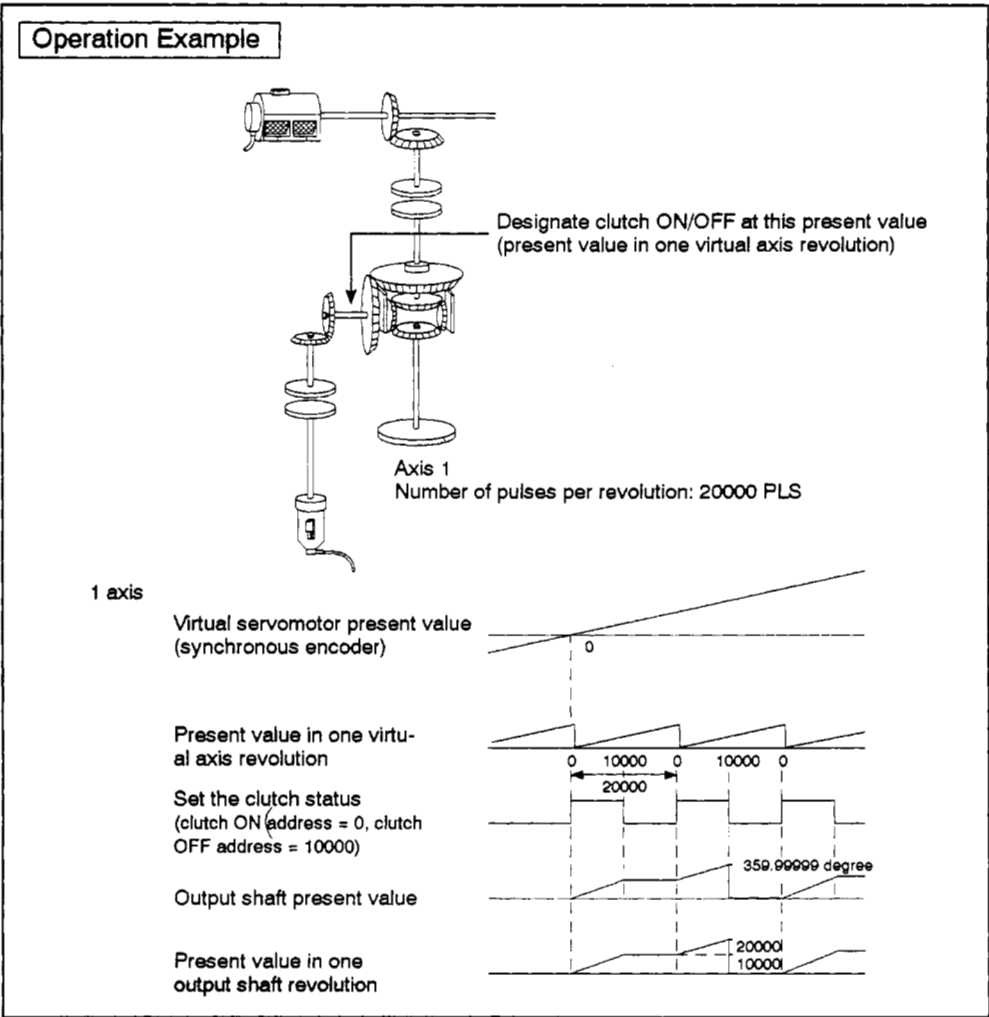 Operation Example
Designate clutch ON/OFF at this present value
(present value in one virtual axis revolution)
Axis 1
Number of pulses per revolution: 20000 PLS
1 axis
Virtual servomotor present value
(synchronous encoder)
0
Present value in one virtu-
al axis revolution
0 10000 0 10000 0
20000
Set the clutch status
(clutch ON (address = 0, clutch
OFF address = 10000)
359.99999 degree
Output shaft present value
20000
10000
Present value in one
output shaft revolution